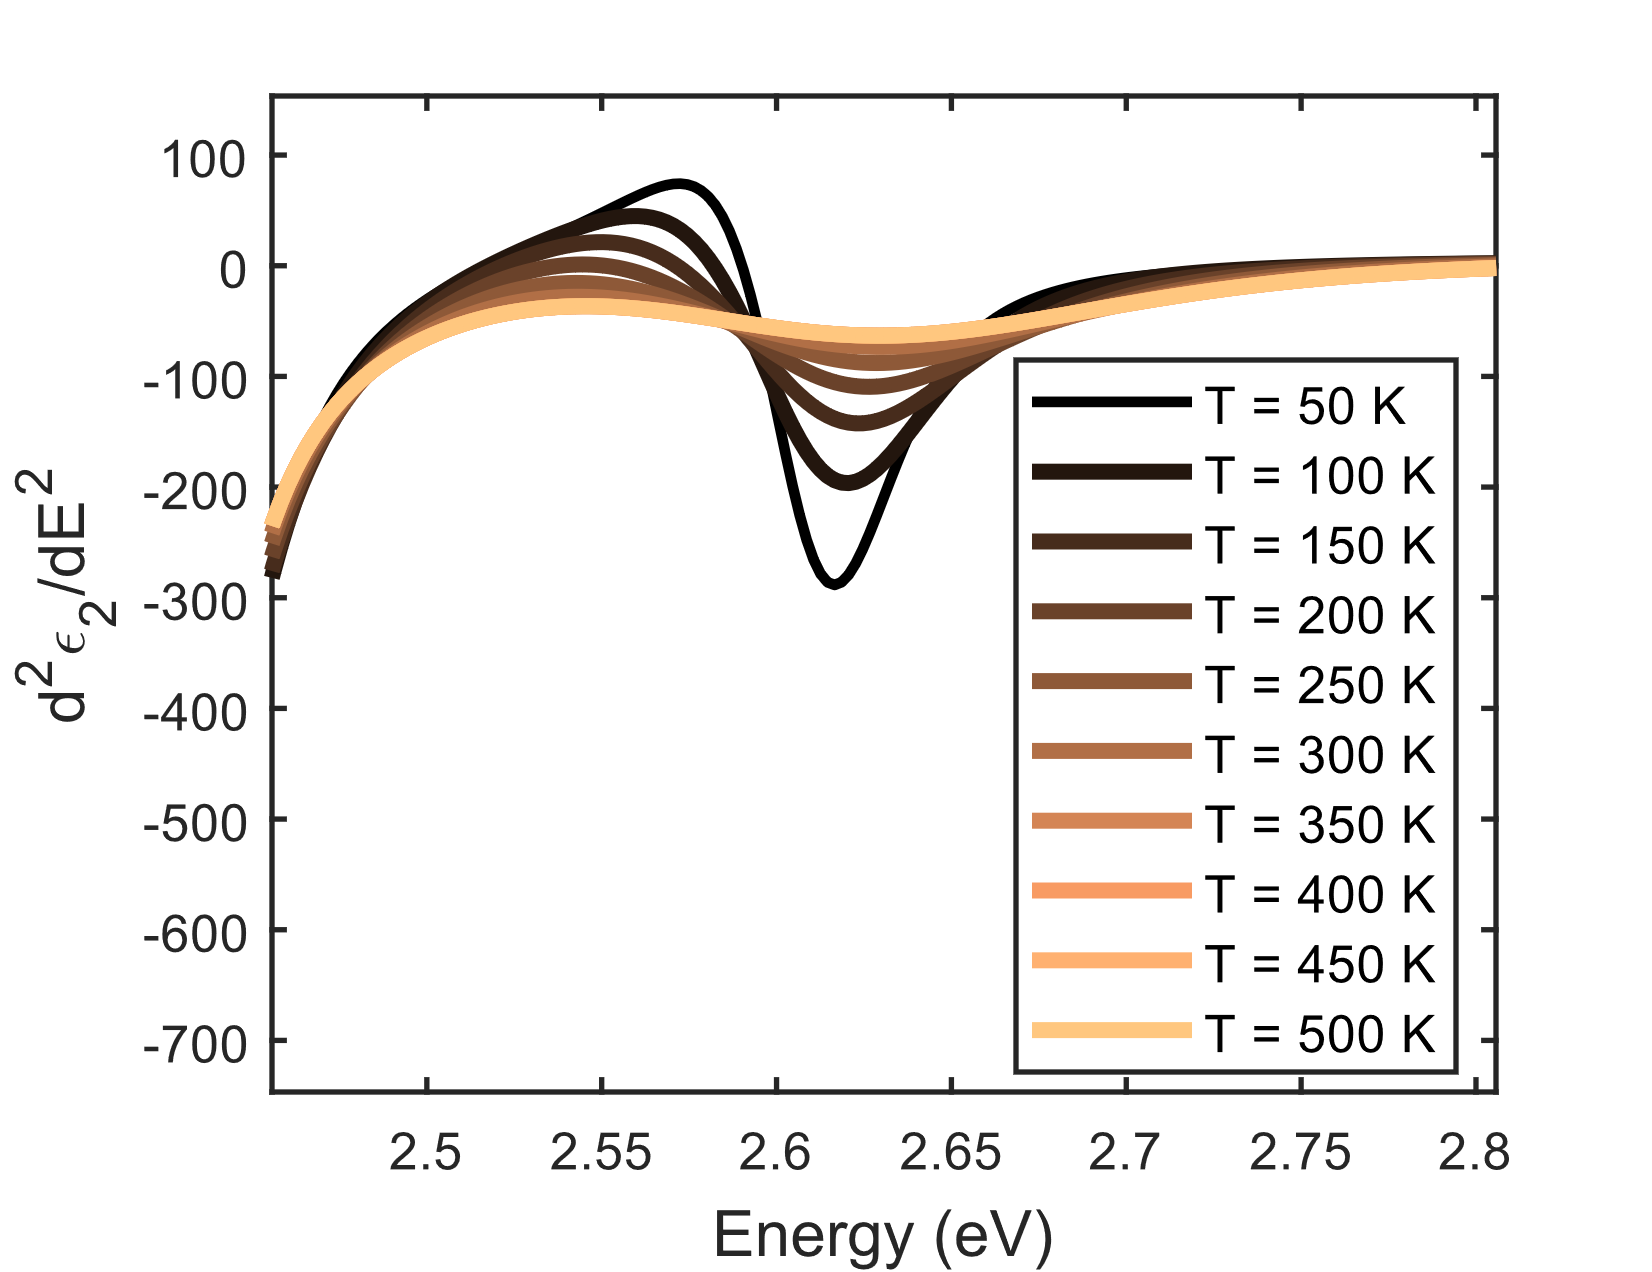 100
0
-100
-200
-300
-400
-500
-600
-700
d²ϵ₂/dE²
T = 50 K
T = 100 K
T = 150 K
T = 200 K
T = 250 K
T = 300 K
T = 350 K
T = 400 K
T = 450 K
T = 500 K
2.5 2.55 2.6 2.65 2.7 2.75 2.8
Energy (eV)